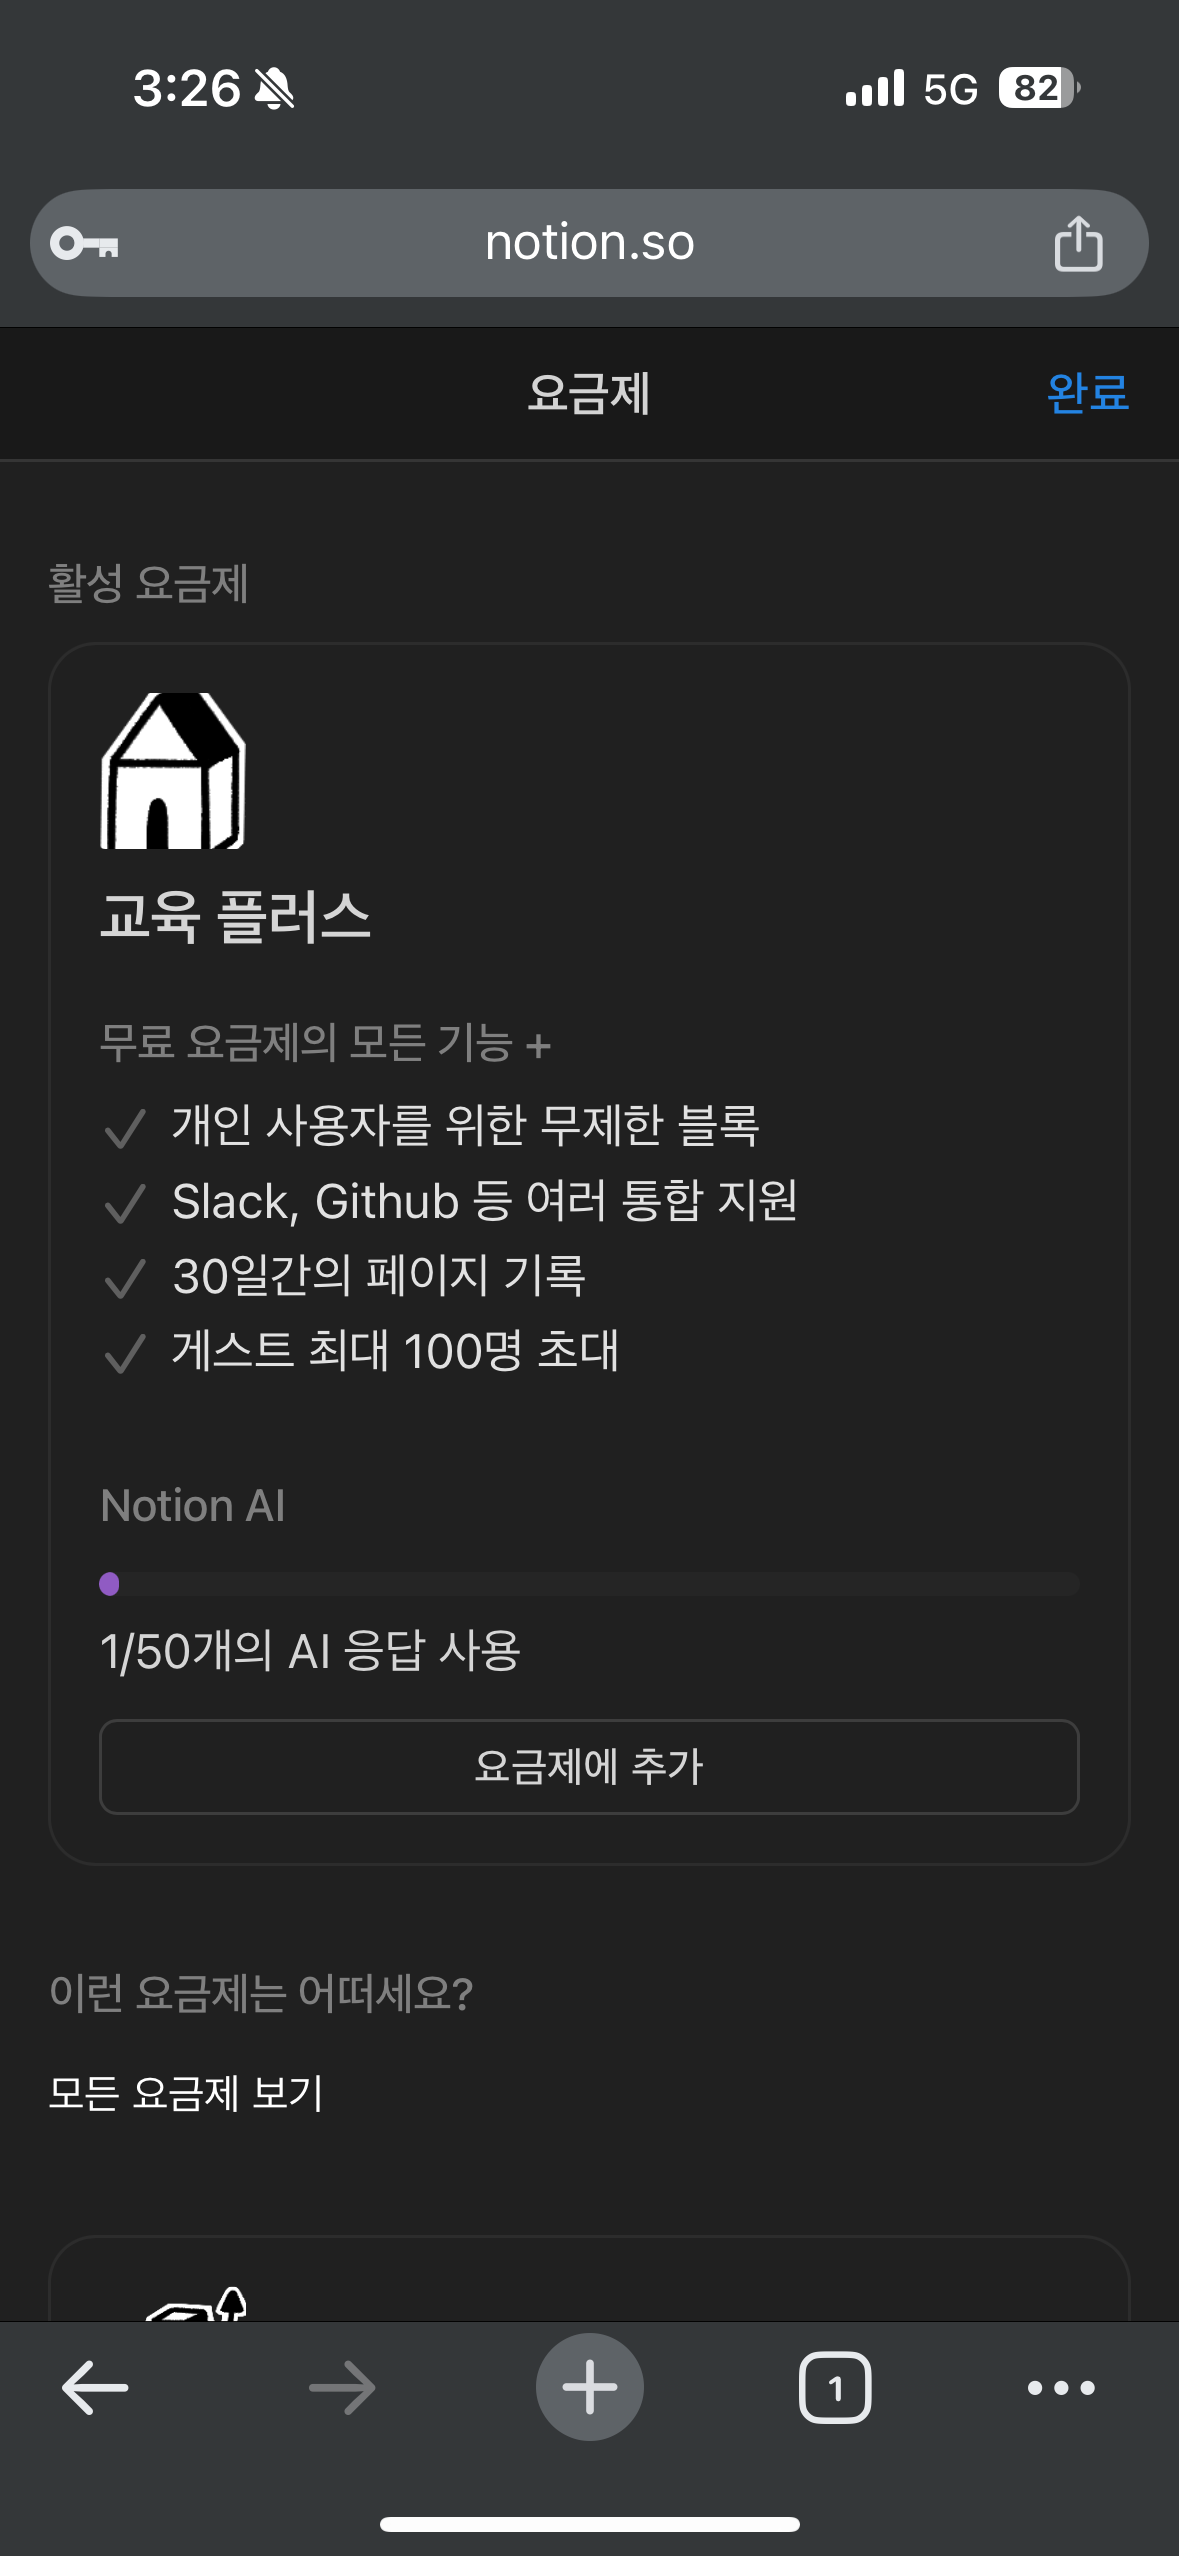 3:26
5G
82
notion.so
요금제
완료
활성 요금제
교육 플러스
무료 요금제의 모든 기능 +
개인 사용자를 위한 무제한 블록
Slack, Github 등 여러 통합 지원
30일간의 페이지 기록
게스트 최대 100명 초대
Notion AI
1/50개의 AI 응답 사용
요금제에 추가
이런 요금제는 어떠세요?
모든 요금제 보기
1